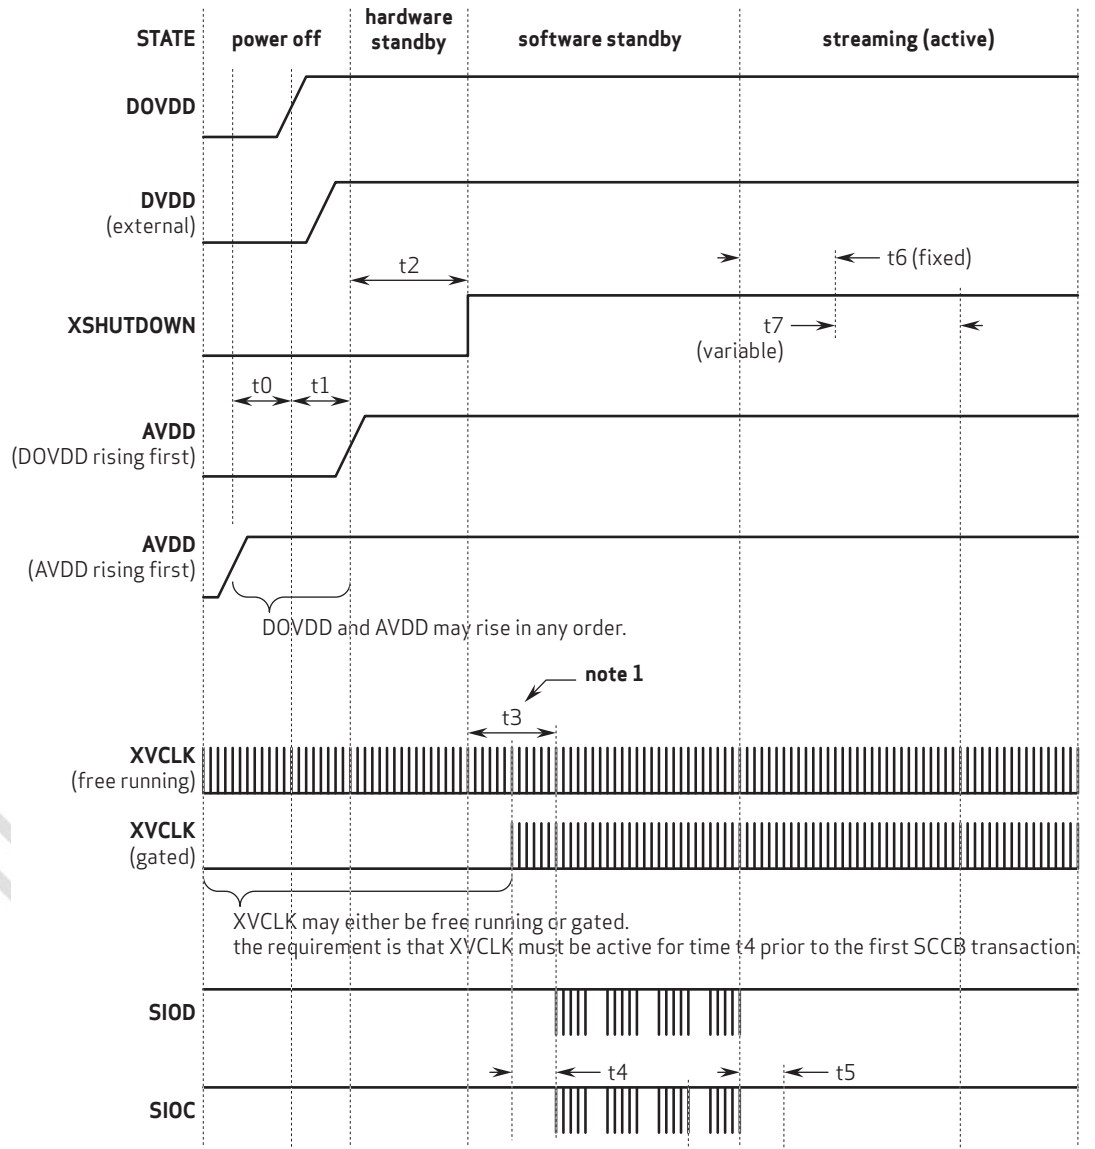 STATE
power off
hardware
standby
software standby
streaming (active)
DOVDD
DVDD
(external)
t6 (fixed)
t2
XSHUTDOWN
t7
(variable)
t0
t1
AVDD
(DOVDD rising first)
AVDD
(AVDD rising first)
DOVDD and AVDD may rise in any order.
note 1
t3
XVCLK
(free running)
XVCLK
(gated)
XVCLK may either be free running or gated.
the requirement is that XVCLK must be active for time t4 prior to the first SCCB transaction.
SIOD
t4
t5
SIOC